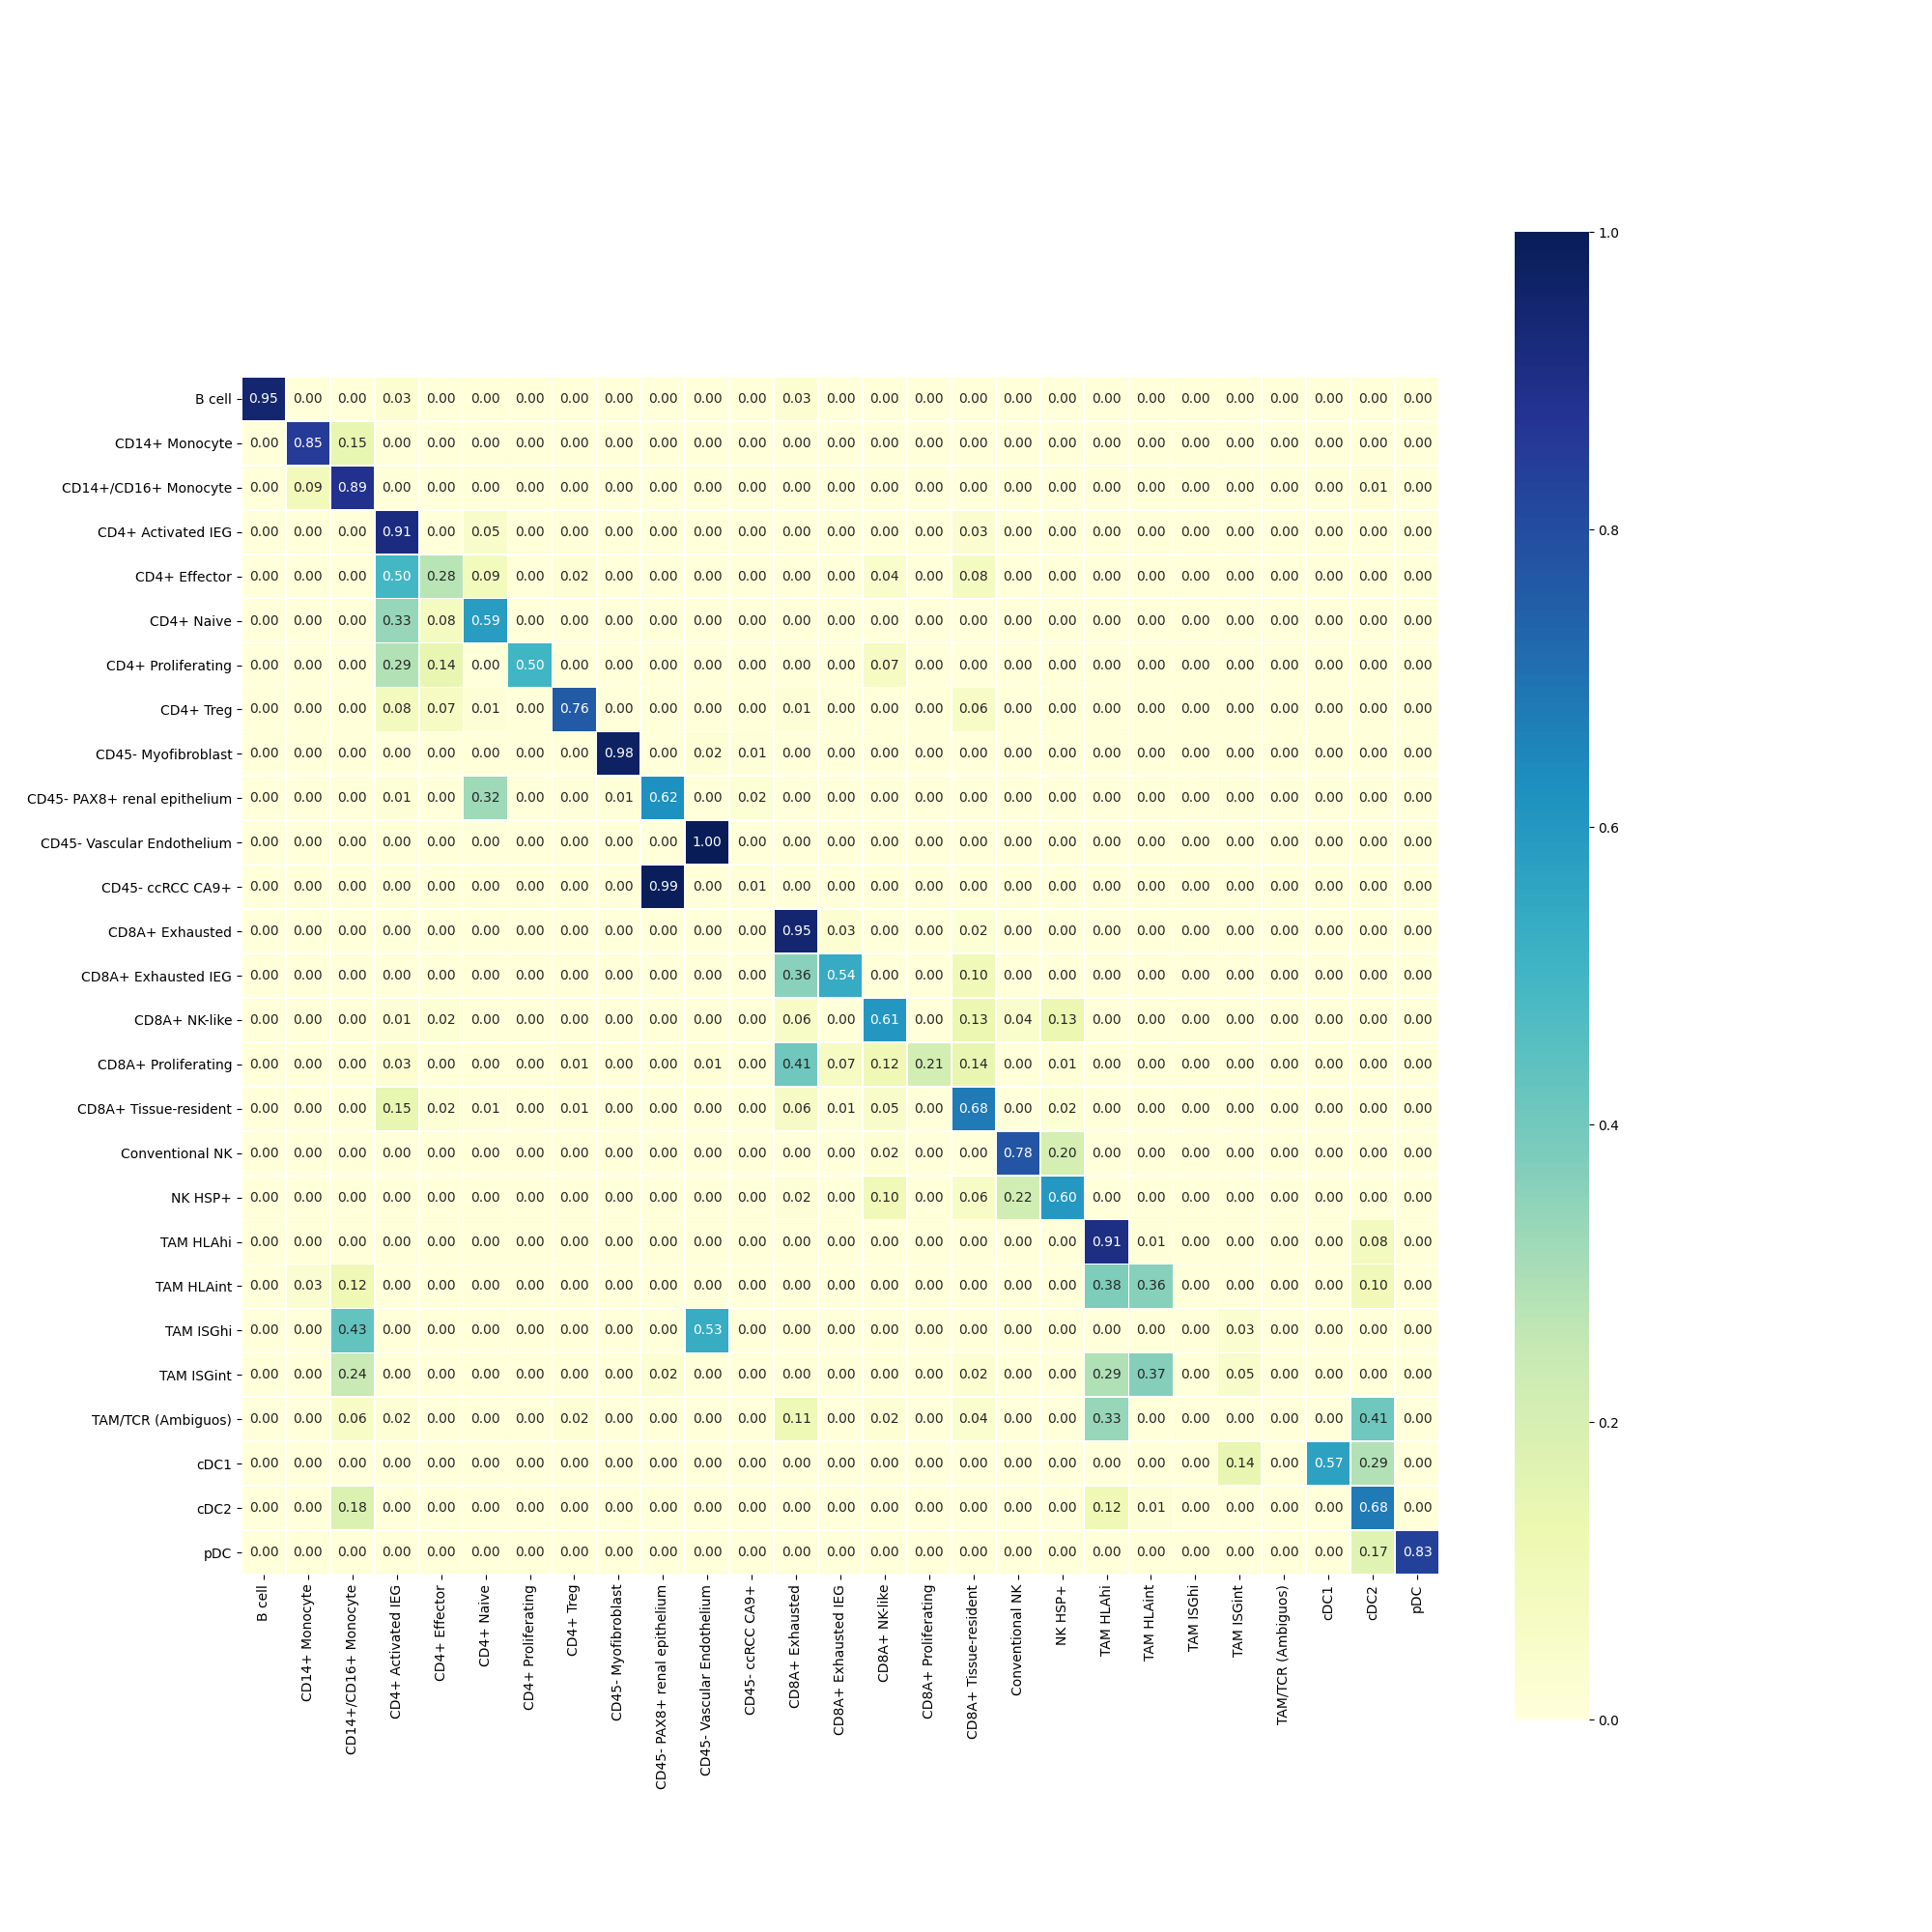 1.0
B cell 0.95 0.00 0.00 0.03 0.00 0.00 0.00 0.00 0.00 0.00 0.00 0.00 0.03 0.00 0.00 0.00 0.00 0.00 0.00 0.00 0.00 0.00 0.00 0.00 0.00 0.00 0.00
CD14+ Monocyte 0.00 0.85 0.15 0.00 0.00 0.00 0.00 0.00 0.00 0.00 0.00 0.00 0.00 0.00 0.00 0.00 0.00 0.00 0.00 0.00 0.00 0.00 0.00 0.00 0.00 0.00 0.00
CD14+/CD16+ Monocyte 0.00 0.09 0.89 0.00 0.00 0.00 0.00 0.00 0.00 0.00 0.00 0.00 0.00 0.00 0.00 0.00 0.00 0.00 0.00 0.00 0.00 0.00 0.00 0.00 0.00 0.01 0.00
CD4+ Activated IEG 0.00 0.00 0.00 0.91 0.00 0.05 0.00 0.00 0.00 0.00 0.00 0.00 0.00 0.00 0.00 0.00 0.03 0.00 0.00 0.00 0.00 0.00 0.00 0.00 0.00 0.00 0.00
0.8
CD4+ Effector 0.00 0.00 0.00 0.50 0.28 0.09 0.00 0.02 0.00 0.00 0.00 0.00 0.00 0.00 0.04 0.00 0.08 0.00 0.00 0.00 0.00 0.00 0.00 0.00 0.00 0.00 0.00
CD4+ Naive 0.00 0.00 0.00 0.33 0.08 0.59 0.00 0.00 0.00 0.00 0.00 0.00 0.00 0.00 0.00 0.00 0.00 0.00 0.00 0.00 0.00 0.00 0.00 0.00 0.00 0.00 0.00
CD4+ Proliferating 0.00 0.00 0.00 0.29 0.14 0.00 0.50 0.00 0.00 0.00 0.00 0.00 0.00 0.00 0.07 0.00 0.00 0.00 0.00 0.00 0.00 0.00 0.00 0.00 0.00 0.00 0.00
CD4+ Treg 0.00 0.00 0.00 0.08 0.07 0.01 0.00 0.76 0.00 0.00 0.00 0.00 0.01 0.00 0.00 0.00 0.06 0.00 0.00 0.00 0.00 0.00 0.00 0.00 0.00 0.00 0.00
CD45- Myofibroblast 0.00 0.00 0.00 0.00 0.00 0.00 0.00 0.00 0.98 0.00 0.02 0.01 0.00 0.00 0.00 0.00 0.00 0.00 0.00 0.00 0.00 0.00 0.00 0.00 0.00 0.00 0.00
CD45- PAX8+ renal epithelium 0.00 0.00 0.00 0.01 0.00 0.32 0.00 0.00 0.01 0.62 0.00 0.02 0.00 0.00 0.00 0.00 0.00 0.00 0.00 0.00 0.00 0.00 0.00 0.00 0.00 0.00 0.00
0.6
CD45- Vascular Endothelium 0.00 0.00 0.00 0.00 0.00 0.00 0.00 0.00 0.00 0.00 1.00 0.00 0.00 0.00 0.00 0.00 0.00 0.00 0.00 0.00 0.00 0.00 0.00 0.00 0.00 0.00 0.00
CD45- ccRCC CA9+ 0.00 0.00 0.00 0.00 0.00 0.00 0.00 0.00 0.00 0.99 0.00 0.01 0.00 0.00 0.00 0.00 0.00 0.00 0.00 0.00 0.00 0.00 0.00 0.00 0.00 0.00 0.00
CD8A+ Exhausted 0.00 0.00 0.00 0.00 0.00 0.00 0.00 0.00 0.00 0.00 0.00 0.00 0.95 0.03 0.00 0.00 0.02 0.00 0.00 0.00 0.00 0.00 0.00 0.00 0.00 0.00 0.00
CD8A+ Exhausted IEG 0.00 0.00 0.00 0.00 0.00 0.00 0.00 0.00 0.00 0.00 0.00 0.00 0.36 0.54 0.00 0.00 0.10 0.00 0.00 0.00 0.00 0.00 0.00 0.00 0.00 0.00 0.00
CD8A+ NK-like 0.00 0.00 0.00 0.01 0.02 0.00 0.00 0.00 0.00 0.00 0.00 0.00 0.06 0.00 0.61 0.00 0.13 0.04 0.13 0.00 0.00 0.00 0.00 0.00 0.00 0.00 0.00
CD8A+ Proliferating 0.00 0.00 0.00 0.03 0.00 0.00 0.00 0.01 0.00 0.00 0.01 0.00 0.41 0.07 0.12 0.21 0.14 0.00 0.01 0.00 0.00 0.00 0.00 0.00 0.00 0.00 0.00
CD8A+ Tissue-resident 0.00 0.00 0.00 0.15 0.02 0.01 0.00 0.01 0.00 0.00 0.00 0.00 0.06 0.01 0.05 0.00 0.68 0.00 0.02 0.00 0.00 0.00 0.00 0.00 0.00 0.00 0.00
0.4
Conventional NK 0.00 0.00 0.00 0.00 0.00 0.00 0.00 0.00 0.00 0.00 0.00 0.00 0.00 0.00 0.02 0.00 0.00 0.78 0.20 0.00 0.00 0.00 0.00 0.00 0.00 0.00 0.00
NK HSP+ 0.00 0.00 0.00 0.00 0.00 0.00 0.00 0.00 0.00 0.00 0.00 0.00 0.02 0.00 0.10 0.00 0.06 0.22 0.60 0.00 0.00 0.00 0.00 0.00 0.00 0.00 0.00
TAM HLAhi 0.00 0.00 0.00 0.00 0.00 0.00 0.00 0.00 0.00 0.00 0.00 0.00 0.00 0.00 0.00 0.00 0.00 0.00 0.00 0.91 0.01 0.00 0.00 0.00 0.00 0.08 0.00
TAM HLAint 0.00 0.03 0.12 0.00 0.00 0.00 0.00 0.00 0.00 0.00 0.00 0.00 0.00 0.00 0.00 0.00 0.00 0.00 0.00 0.38 0.36 0.00 0.00 0.00 0.00 0.10 0.00
TAM ISGhi 0.00 0.00 0.43 0.00 0.00 0.00 0.00 0.00 0.00 0.00 0.53 0.00 0.00 0.00 0.00 0.00 0.00 0.00 0.00 0.00 0.00 0.00 0.03 0.00 0.00 0.00 0.00
TAM ISGint 0.00 0.00 0.24 0.00 0.00 0.00 0.00 0.00 0.00 0.02 0.00 0.00 0.00 0.00 0.00 0.00 0.02 0.00 0.00 0.29 0.37 0.00 0.05 0.00 0.00 0.00 0.00
TAM/TCR (Ambiguos) 0.00 0.00 0.06 0.02 0.00 0.00 0.00 0.02 0.00 0.00 0.00 0.00 0.11 0.00 0.02 0.00 0.04 0.00 0.00 0.33 0.00 0.00 0.00 0.00 0.00 0.41 0.00
0.2
cDC1 0.00 0.00 0.00 0.00 0.00 0.00 0.00 0.00 0.00 0.00 0.00 0.00 0.00 0.00 0.00 0.00 0.00 0.00 0.00 0.00 0.00 0.00 0.14 0.00 0.57 0.29 0.00
cDC2 0.00 0.00 0.18 0.00 0.00 0.00 0.00 0.00 0.00 0.00 0.00 0.00 0.00 0.00 0.00 0.00 0.00 0.00 0.00 0.12 0.01 0.00 0.00 0.00 0.00 0.68 0.00
pDC 0.00 0.00 0.00 0.00 0.00 0.00 0.00 0.00 0.00 0.00 0.00 0.00 0.00 0.00 0.00 0.00 0.00 0.00 0.00 0.00 0.00 0.00 0.00 0.00 0.00 0.17 0.83
B cell
CD14+ Monocyte
CD14+/CD16+ Monocyte
CD4+ Activated IEG
CD4+ Effector
CD4+ Naive
CD4+ Proliferating
CD4+ Treg
CD45- Myofibroblast
CD45- PAX8+ renal epithelium
CD45- Vascular Endothelium
CD45- ccRCC CA9+
CD8A+ Exhausted
CD8A+ Exhausted IEG
CD8A+ NK-like
CD8A+ Proliferating
CD8A+ Tissue-resident
Conventional NK
NK HSP+
TAM HLAhi
TAM HLAint
TAM ISGhi
TAM ISGint
TAM/TCR (Ambiguos)
cDC1
cDC2
pDC
0.0